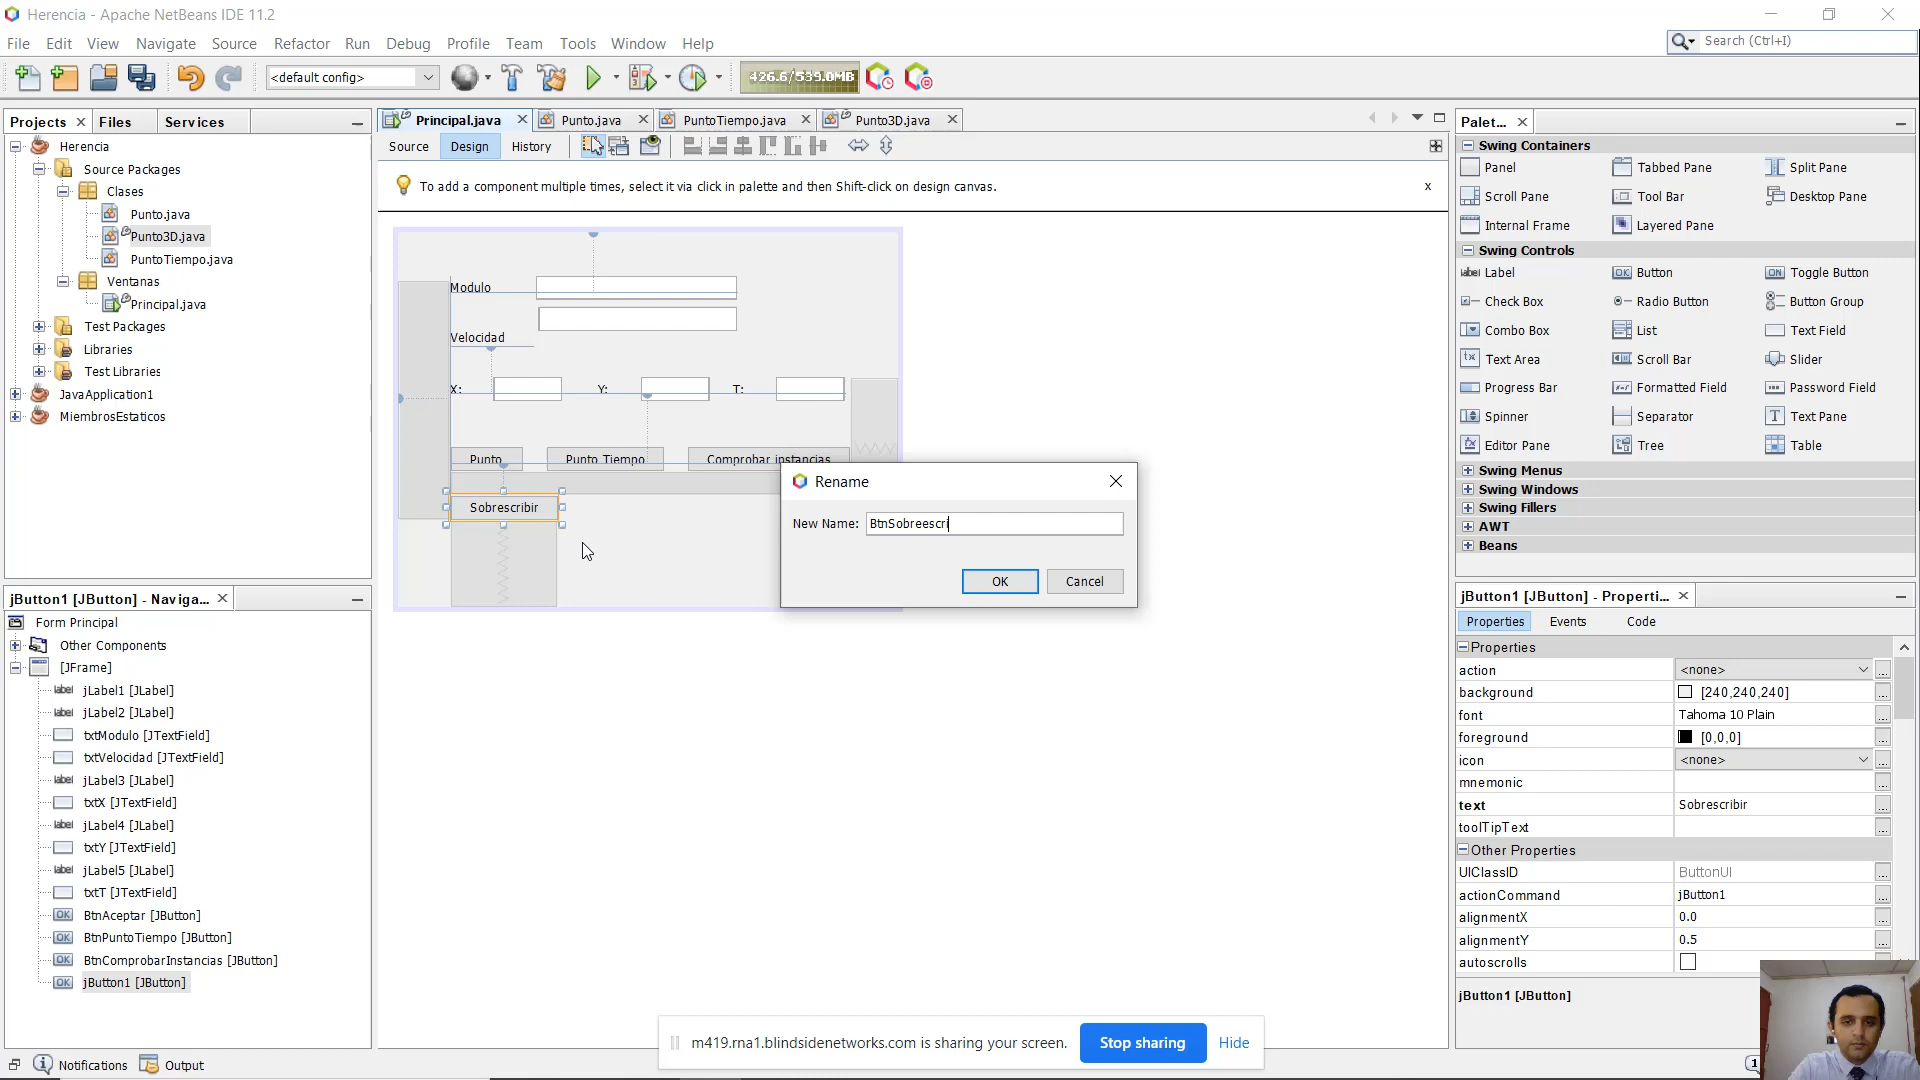 Herencia - Apache NetBeans IDE 11.2
File Edit View Navigate Source Refactor Run Debug Profile Team Tools Window Help
Search (Ctrl+I)
<default config>
426.6/539.0MB
Projects Files Services
Herencia
Source Packages
Clases
Punto.java
Punto3D.java
PuntoTiempo.java
Ventanas
Principal.java
Test Packages
Libraries
Test Libraries
JavaApplication1
MiembrosEstaticos
Principal.java Punto.java PuntoTiempo.java Punto3D.java
Source Design History
To add a component multiple times, select it via click in palette and then Shift-click on design canvas.
x
Modulo
Velocidad
X: Y: T:
Punto Punto Tiempo Comprobar instancias
Sobrescribir
Rename
New Name: BtnSobreescri
OK Cancel
Palet...
Swing Containers
Panel Tabbed Pane Split Pane
Scroll Pane Tool Bar Desktop Pane
Internal Frame Layered Pane
Swing Controls
Label Button Toggle Button
Check Box Radio Button Button Group
Combo Box List Text Field
Text Area Scroll Bar Slider
Progress Bar Formatted Field Password Field
Spinner Separator Text Pane
Editor Pane Tree Table
Swing Menus
Swing Windows
Swing Fillers
AWT
Beans
jButton1 [JButton] - Naviga...
Form Principal
Other Components
[JFrame]
jLabel1 [JLabel]
jLabel2 [JLabel]
txtModulo [JTextField]
txtVelocidad [JTextField]
jLabel3 [JLabel]
txtX [JTextField]
jLabel4 [JLabel]
txtY [JTextField]
jLabel5 [JLabel]
txtT [JTextField]
BtnAceptar [JButton]
BtnPuntoTiempo [JButton]
BtnComprobarInstancias [JButton]
jButton1 [JButton]
jButton1 [JButton] - Properti...
Properties Events Code
Properties
action <none>
background [240,240,240]
font Tahoma 10 Plain
foreground [0,0,0]
icon <none>
mnemonic
text Sobrescribir
toolTipText
Other Properties
UIClassID ButtonUI
actionCommand jButton1
alignmentX 0.0
alignmentY 0.5
autoscrolls
jButton1 [JButton]
m419.rna1.blindsidenetworks.com is sharing your screen. Stop sharing Hide
Notifications Output
1